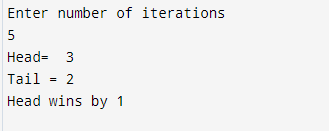 Enter number of iterations
5
Head=  3
Tail = 2
Head wins by 1